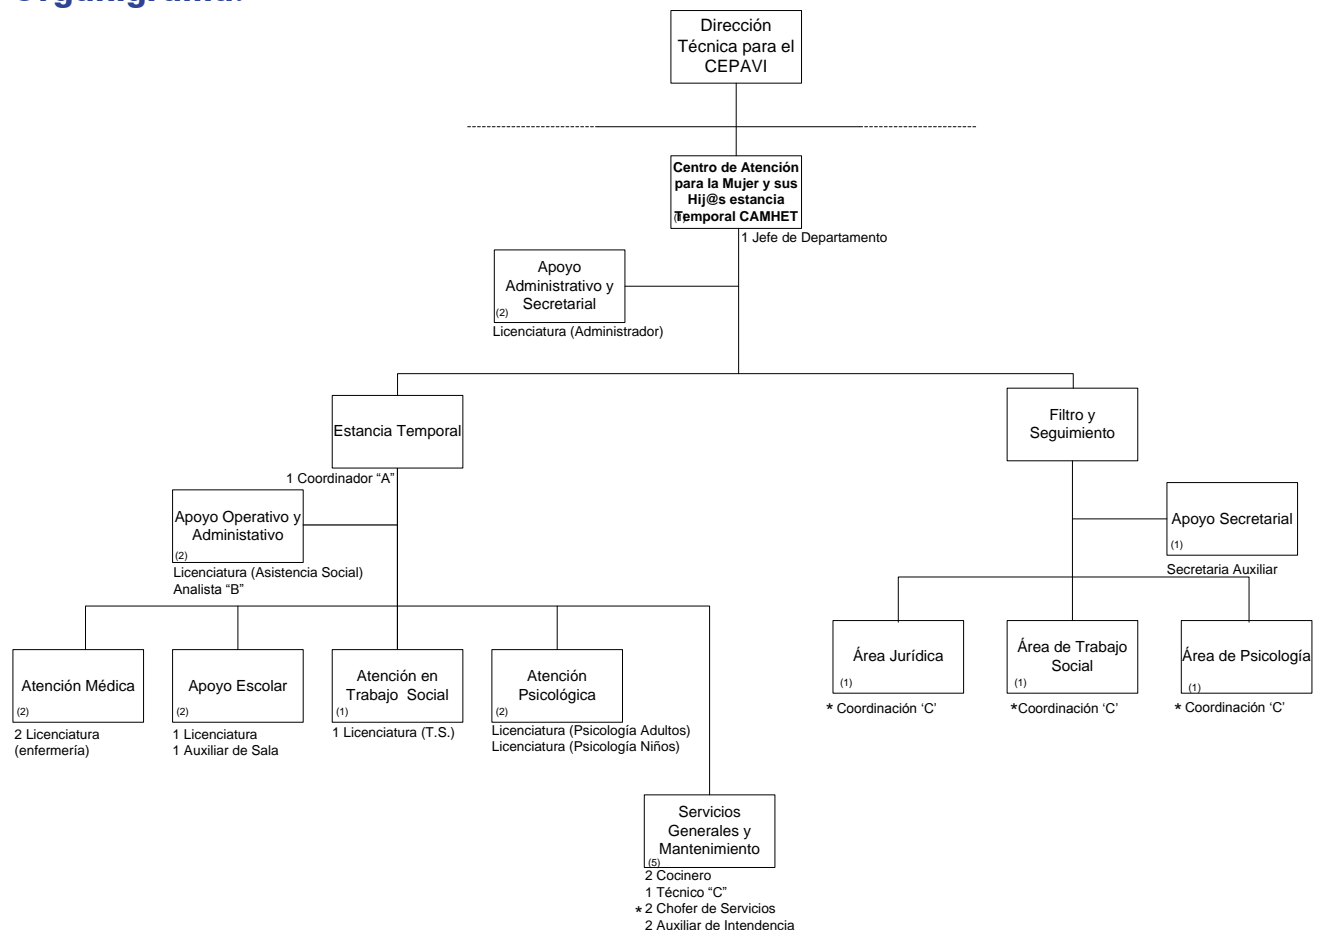 Organigrama:
Dirección
Técnica para el
CEPAVI
Centro de Atención
para la Mujer y sus
Hij@s estancia
Temporal CAMHET
(1)
1 Jefe de Departamento
Apoyo
Administrativo y
Secretarial
(2)
Licenciatura (Administrador)
Estancia Temporal
1 Coordinador “A”
Filtro y
Seguimiento
Apoyo Operativo y
Administativo
(2)
Licenciatura (Asistencia Social)
Analista “B”
Apoyo Secretarial
(1)
Secretaria Auxiliar
Atención Médica
(2)
2 Licenciatura
(enfermería)
Apoyo Escolar
(2)
1 Licenciatura
1 Auxiliar de Sala
Atención en
Trabajo Social
(1)
1 Licenciatura (T.S.)
Atención
Psicológica
(2)
Licenciatura (Psicología Adultos)
Licenciatura (Psicología Niños)
Área Jurídica
(1)
* Coordinación ‘C’
Área de Trabajo
Social
(1)
*Coordinación ‘C’
Área de Psicología
(1)
* Coordinación ‘C’
Servicios
Generales y
Mantenimiento
(5)
2 Cocinero
1 Técnico “C”
* 2 Chofer de Servicios
2 Auxiliar de Intendencia